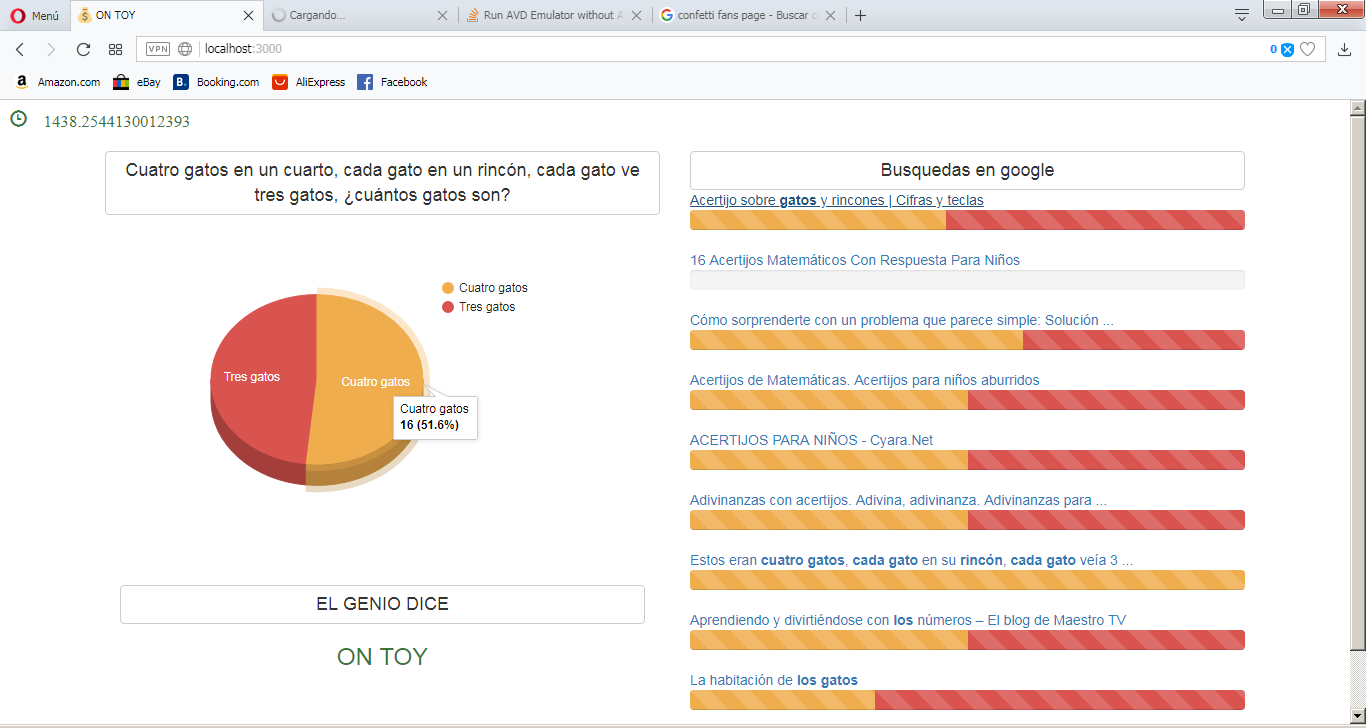 Menú
ON TOY
Cargando...
Run AVD Emulator without A
confetti fans page - Buscar c
VPN
localhost:3000
0
Amazon.com
eBay
Booking.com
AliExpress
Facebook
1438.2544130012393
Cuatro gatos en un cuarto, cada gato en un rincón, cada gato ve
tres gatos, ¿cuántos gatos son?
Cuatro gatos
Tres gatos
Tres gatos
Cuatro gatos
Cuatro gatos
16 (51.6%)
EL GENIO DICE
ON TOY
Busquedas en google
Acertijo sobre gatos y rincones | Cifras y teclas
16 Acertijos Matemáticos Con Respuesta Para Niños
Cómo sorprenderte con un problema que parece simple: Solución ...
Acertijos de Matemáticas. Acertijos para niños aburridos
ACERTIJOS PARA NIÑOS - Cyara.Net
Adivinanzas con acertijos. Adivina, adivinanza. Adivinanzas para ...
Estos eran cuatro gatos, cada gato en su rincón, cada gato veía 3 ...
Aprendiendo y divirtiéndose con los números – El blog de Maestro TV
La habitación de los gatos